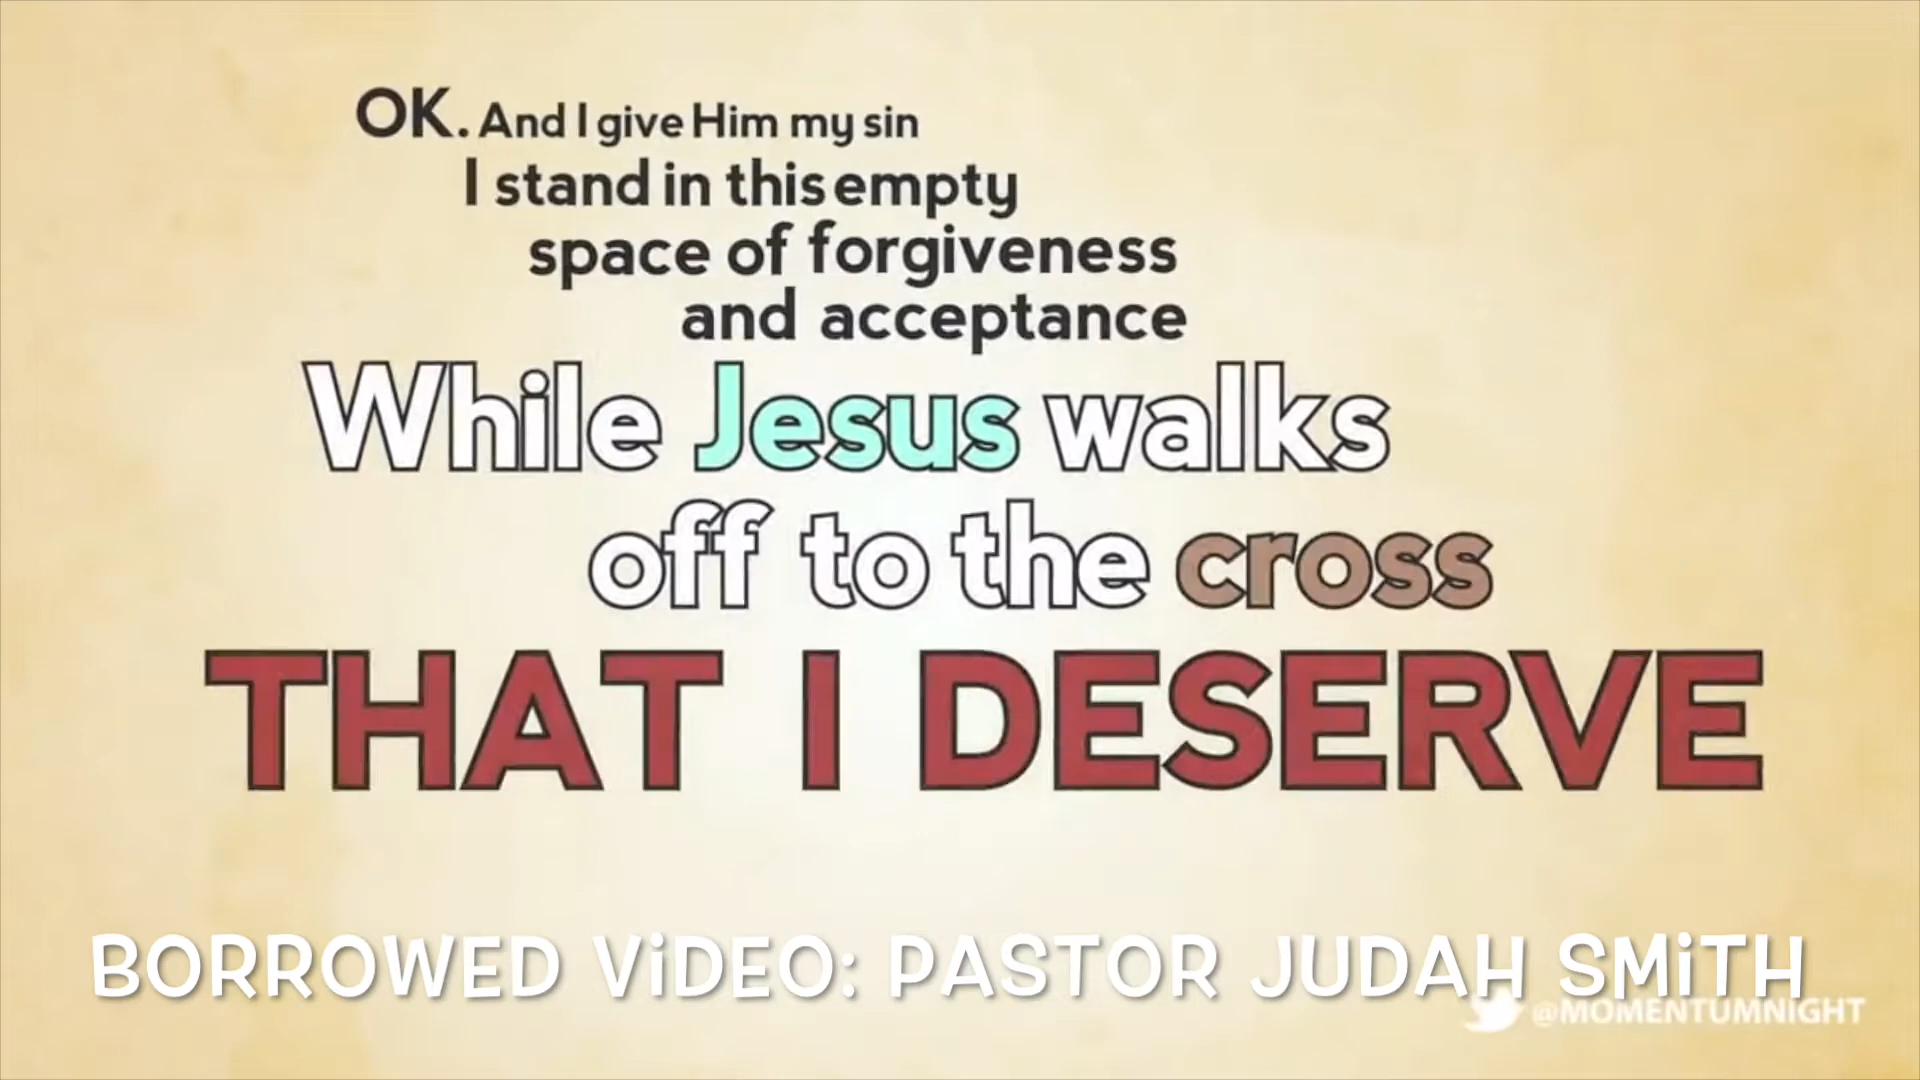 OK. And I give Him my sin
I stand in this empty
space of forgiveness
and acceptance
While Jesus walks
off to the cross
THAT I DESERVE
BORROWED ViDEO: PASTOR JUDAH SMiTH
@MOMENTUMNIGHT